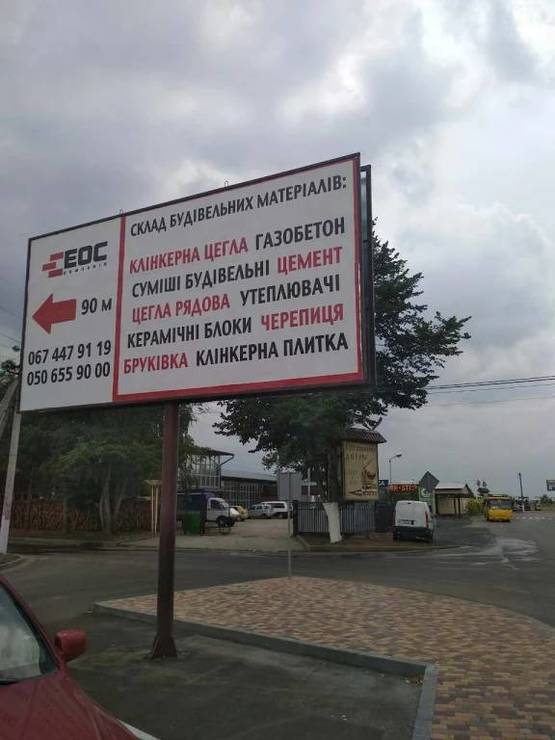 ЕОС
КОМПАНІЯ
90 м
067 447 91 19
050 655 90 00
СКЛАД БУДІВЕЛЬНИХ МАТЕРІАЛІВ:
КЛІНКЕРНА ЦЕГЛА ГАЗОБЕТОН
СУМІШІ БУДІВЕЛЬНІ ЦЕМЕНТ
ЦЕГЛА РЯДОВА УТЕПЛЮВАЧІ
КЕРАМІЧНІ БЛОКИ ЧЕРЕПИЦЯ
БРУКІВКА КЛІНКЕРНА ПЛИТКА